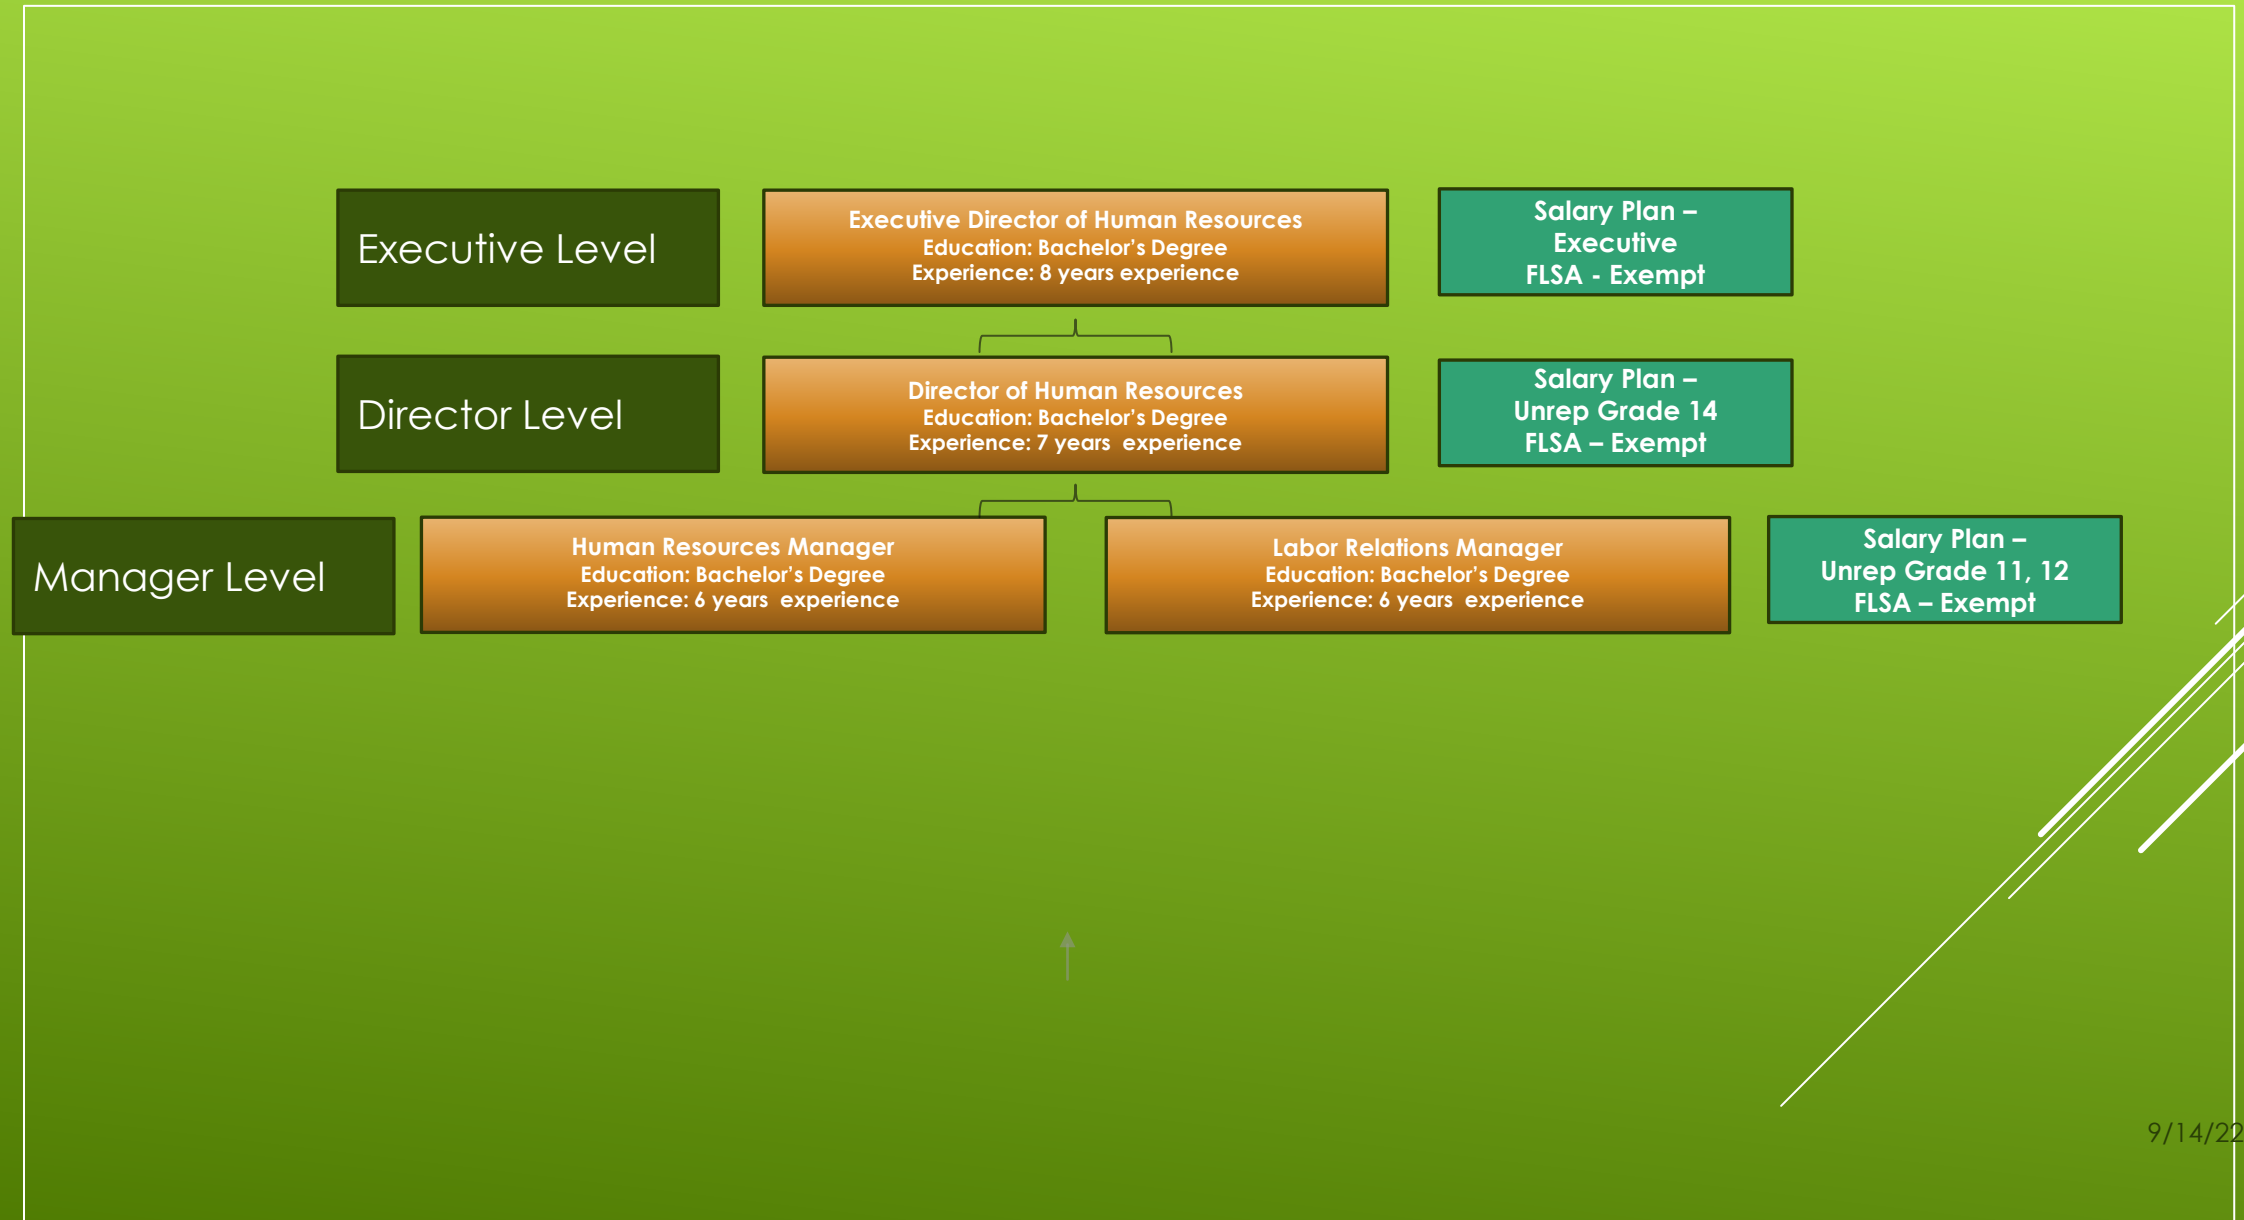 Executive Level
Executive Director of Human Resources
Education: Bachelor’s Degree
Experience: 8 years experience
Salary Plan –
Executive
FLSA - Exempt
Director Level
Director of Human Resources
Education: Bachelor’s Degree
Experience: 7 years  experience
Salary Plan –
Unrep Grade 14
FLSA – Exempt
Manager Level
Human Resources Manager
Education: Bachelor’s Degree
Experience: 6 years  experience
Labor Relations Manager
Education: Bachelor’s Degree
Experience: 6 years  experience
Salary Plan –
Unrep Grade 11, 12
FLSA – Exempt
9/14/22